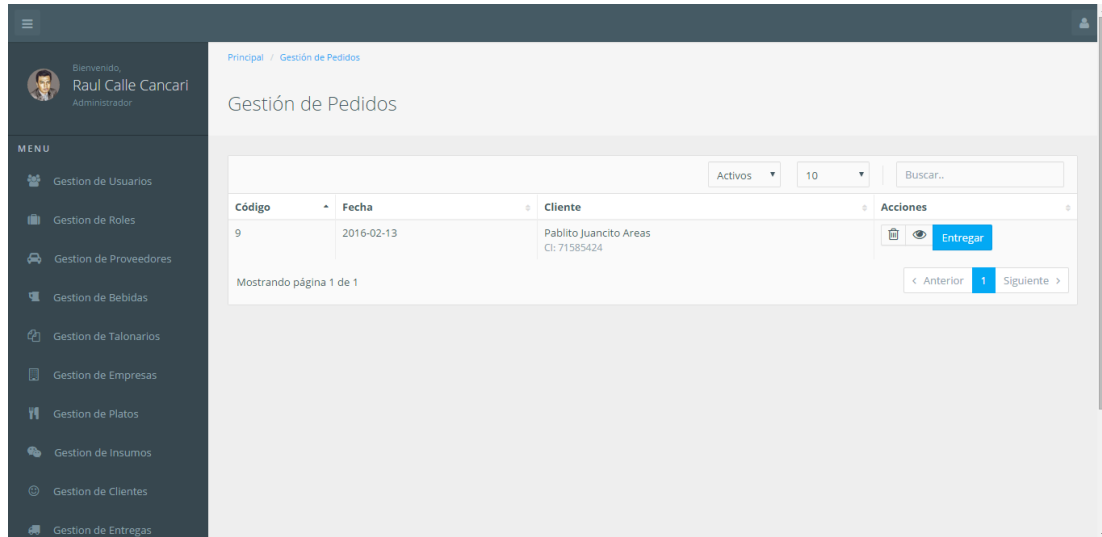 Bienvenido,
Raul Calle Cancari
Administrador
MENU
Gestion de Usuarios
Gestion de Roles
Gestion de Proveedores
Gestion de Bebidas
Gestion de Talonarios
Gestion de Empresas
Gestion de Platos
Gestion de Insumos
Gestion de Clientes
Gestion de Entregas
Principal / Gestión de Pedidos
Gestión de Pedidos
Activos 10 Buscar..
Código Fecha Cliente Acciones
9 2016-02-13 Pablito Juancito Areas Entregar
CI: 71585424
Mostrando página 1 de 1
< Anterior 1 Siguiente >